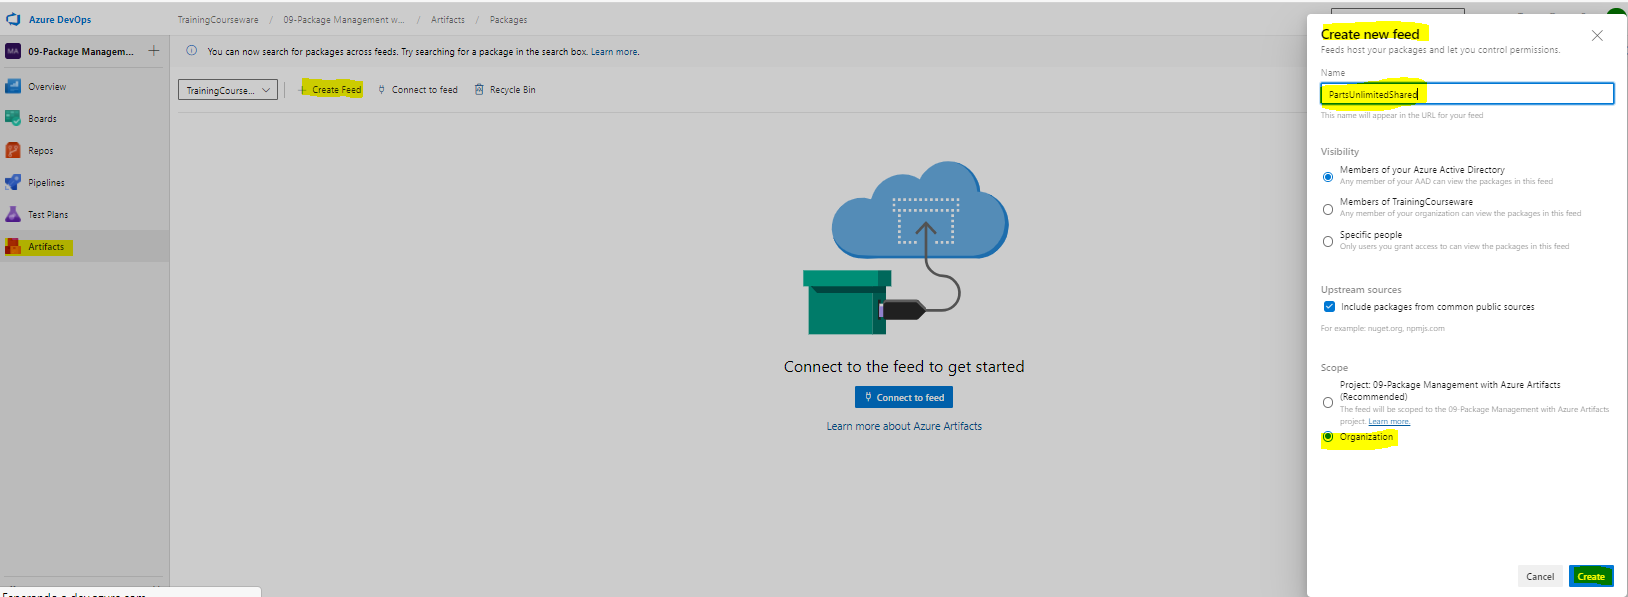 Azure DevOps
TrainingCourseware / 09-Package Management w... / Artifacts / Packages
MA 09-Package Managem... +
Overview
Boards
Repos
Pipelines
Test Plans
Artifacts
You can now search for packages across feeds. Try searching for a package in the search box. Learn more.
TrainingCourse... + Create Feed Connect to feed Recycle Bin
Connect to the feed to get started
Connect to feed
Learn more about Azure Artifacts
Create new feed
Feeds host your packages and let you control permissions.
Name
PartsUnlimitedShared
This name will appear in the URL for your feed
Visibility
Members of your Azure Active Directory
Any member of your AAD can view the packages in this feed
Members of TrainingCourseware
Any member of your organization can view the packages in this feed
Specific people
Only users you grant access to can view the packages in this feed
Upstream sources
Include packages from common public sources
For example: nuget.org, npmjs.com
Scope
Project: 09-Package Management with Azure Artifacts
(Recommended)
The feed will be scoped to the 09-Package Management with Azure Artifacts
project. Learn more.
Organization
Cancel Create